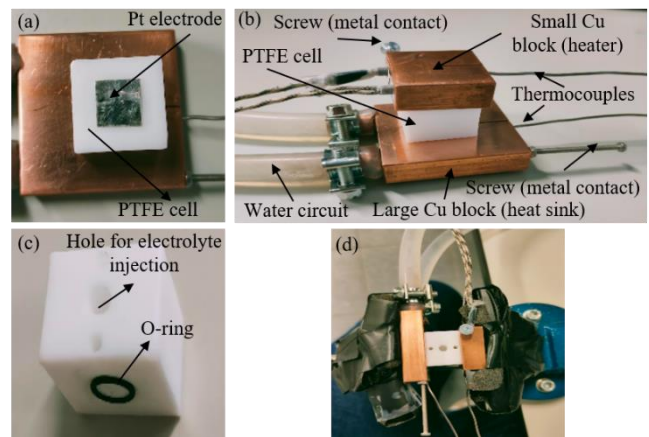 (a)
Pt electrode
PTFE cell
(b)
Screw (metal contact)
Small Cu
block (heater)
PTFE cell
Thermocouples
Screw (metal contact)
Water circuit
Large Cu block (heat sink)
(c)
Hole for electrolyte
injection
O-ring
(d)